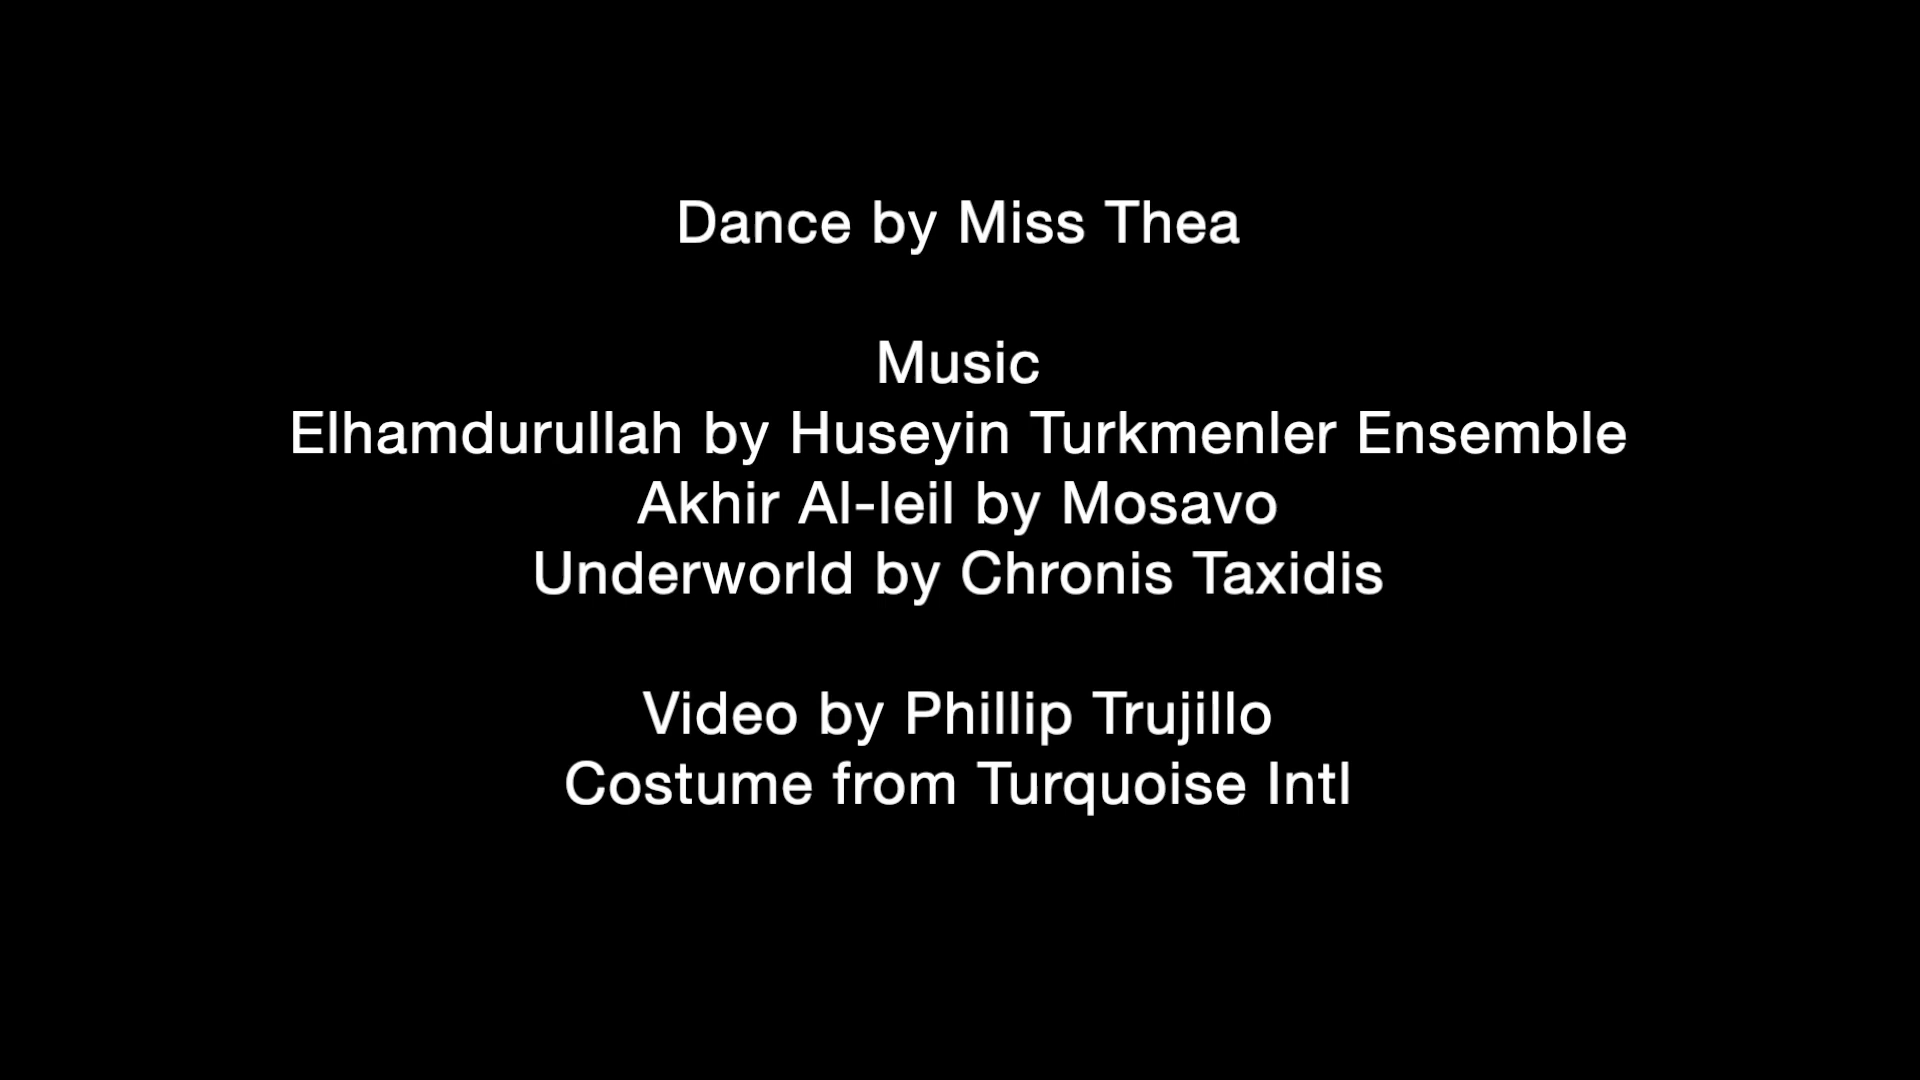 Dance by Miss Thea
Music
Elhamdurullah by Huseyin Turkmenler Ensemble
Akhir Al-leil by Mosavo
Underworld by Chronis Taxidis
Video by Phillip Trujillo
Costume from Turquoise Intl